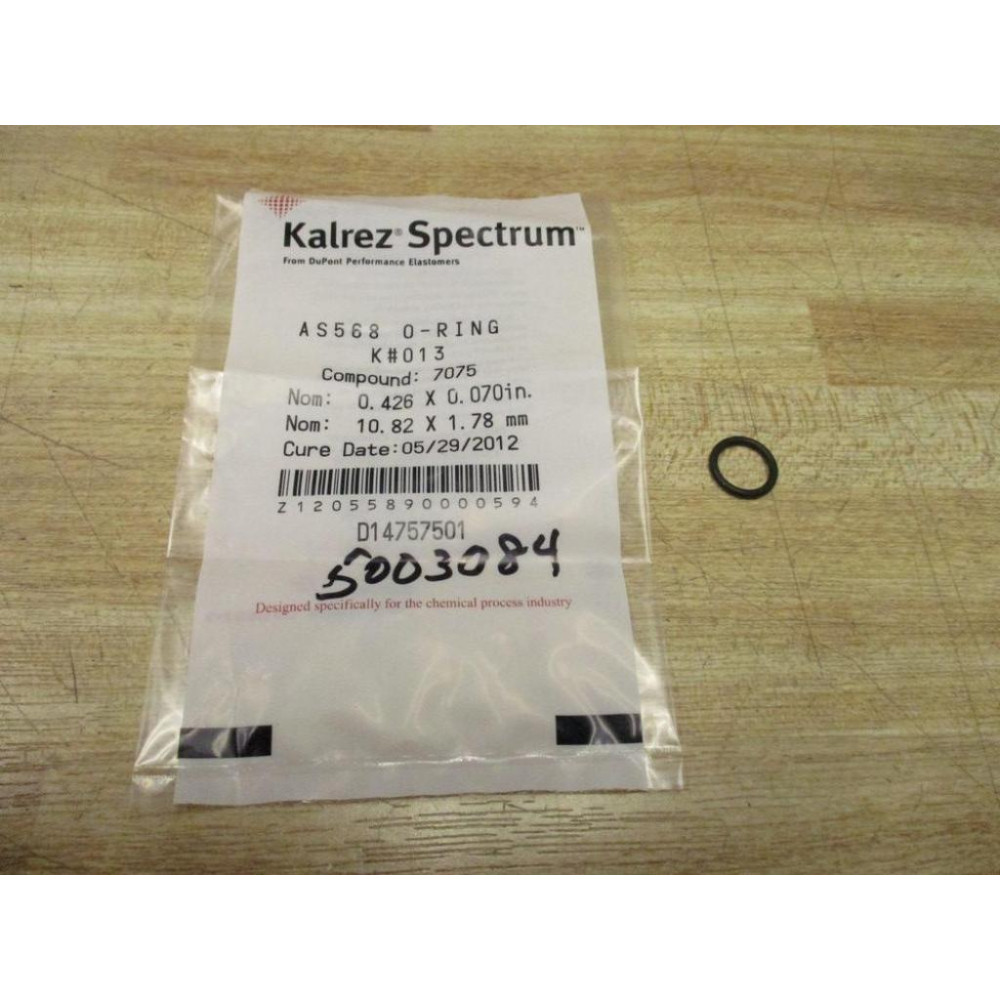 Kalrez® Spectrum™
From DuPont Performance Elastomers
AS568 O-RING
K#013
Compound: 7075
Nom: 0.426 X 0.070in.
Nom: 10.82 X 1.78 mm
Cure Date:05/29/2012
Z12055890000594
D14757501
5003084
Designed specifically for the chemical process industry